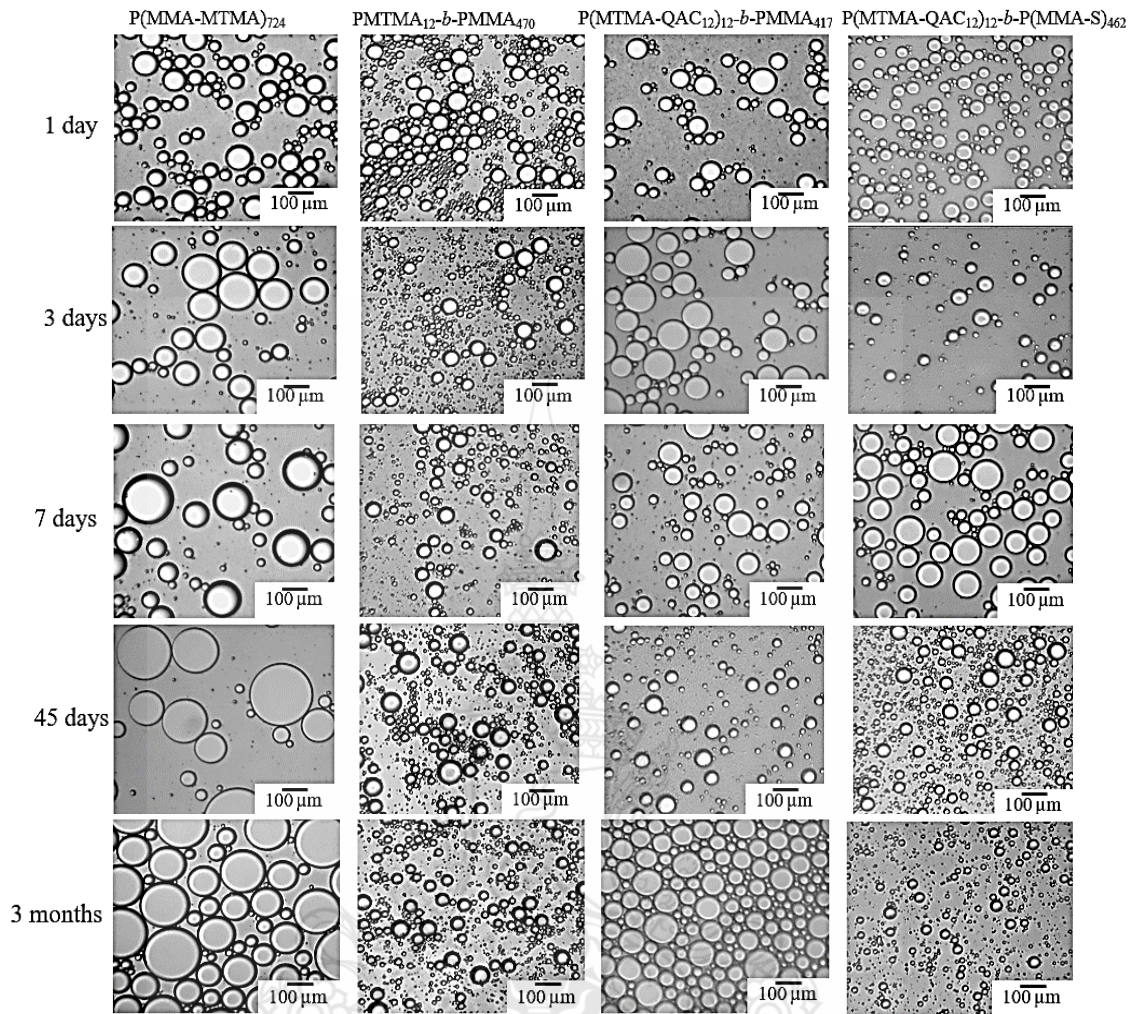 P(MMA-MTMA)₇₂₄ PMTMA₁₂-b-PMMA₄₇₀ P(MTMA-QAC₁₂)₁₂-b-PMMA₄₁₇ P(MTMA-QAC₁₂)₁₂-b-P(MMA-S)₄₆₂
1 day
100 µm 100 µm 100 µm 100 µm
3 days
100 µm 100 µm 100 µm 100 µm
7 days
100 µm 100 µm 100 µm 100 µm
45 days
100 µm 100 µm 100 µm 100 µm
3 months
100 µm 100 µm 100 µm 100 µm